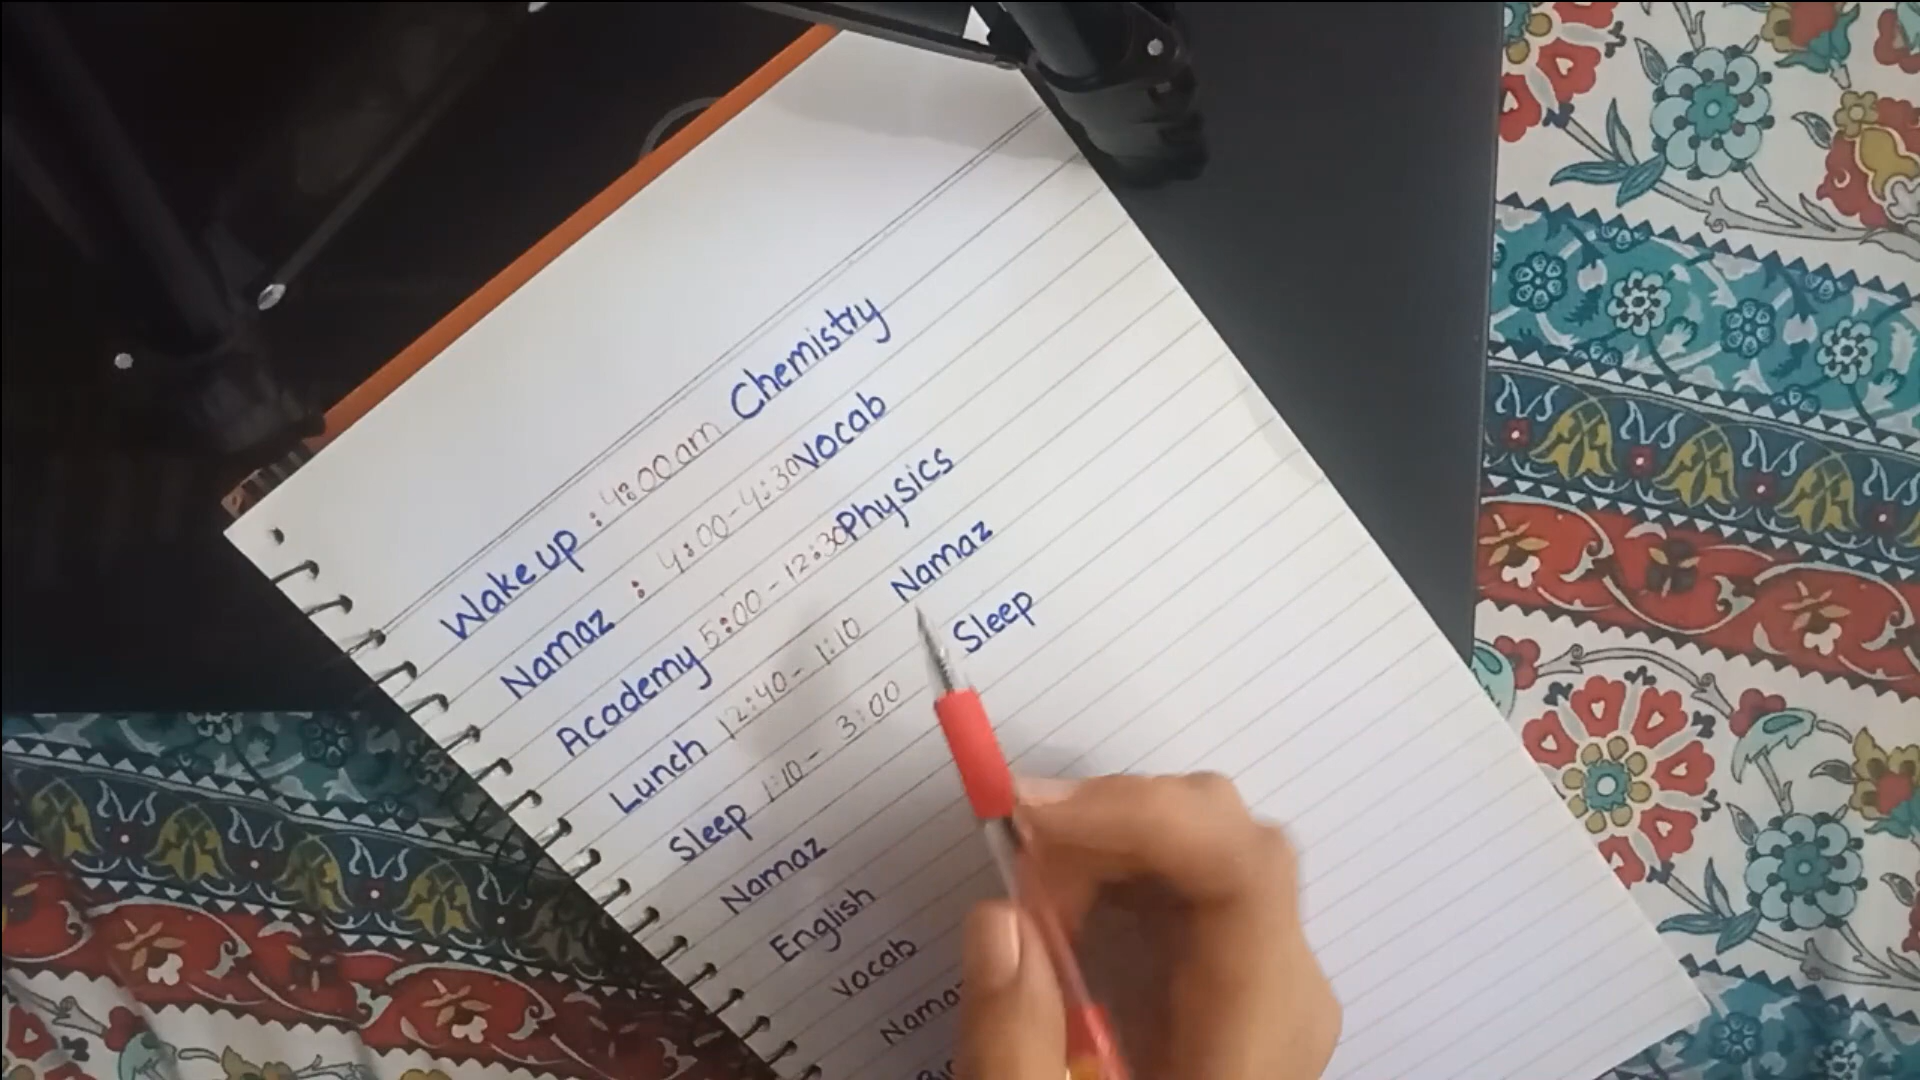 Wake up : 4:00 am Chemistry
Namaz : 4:00-4:30 Vocab
Academy 5:00-12:30 Physics
Lunch 12:40-1:10 Namaz
Sleep 1:10-3:00 Sleep
Namaz
English
Vocab
Namaz